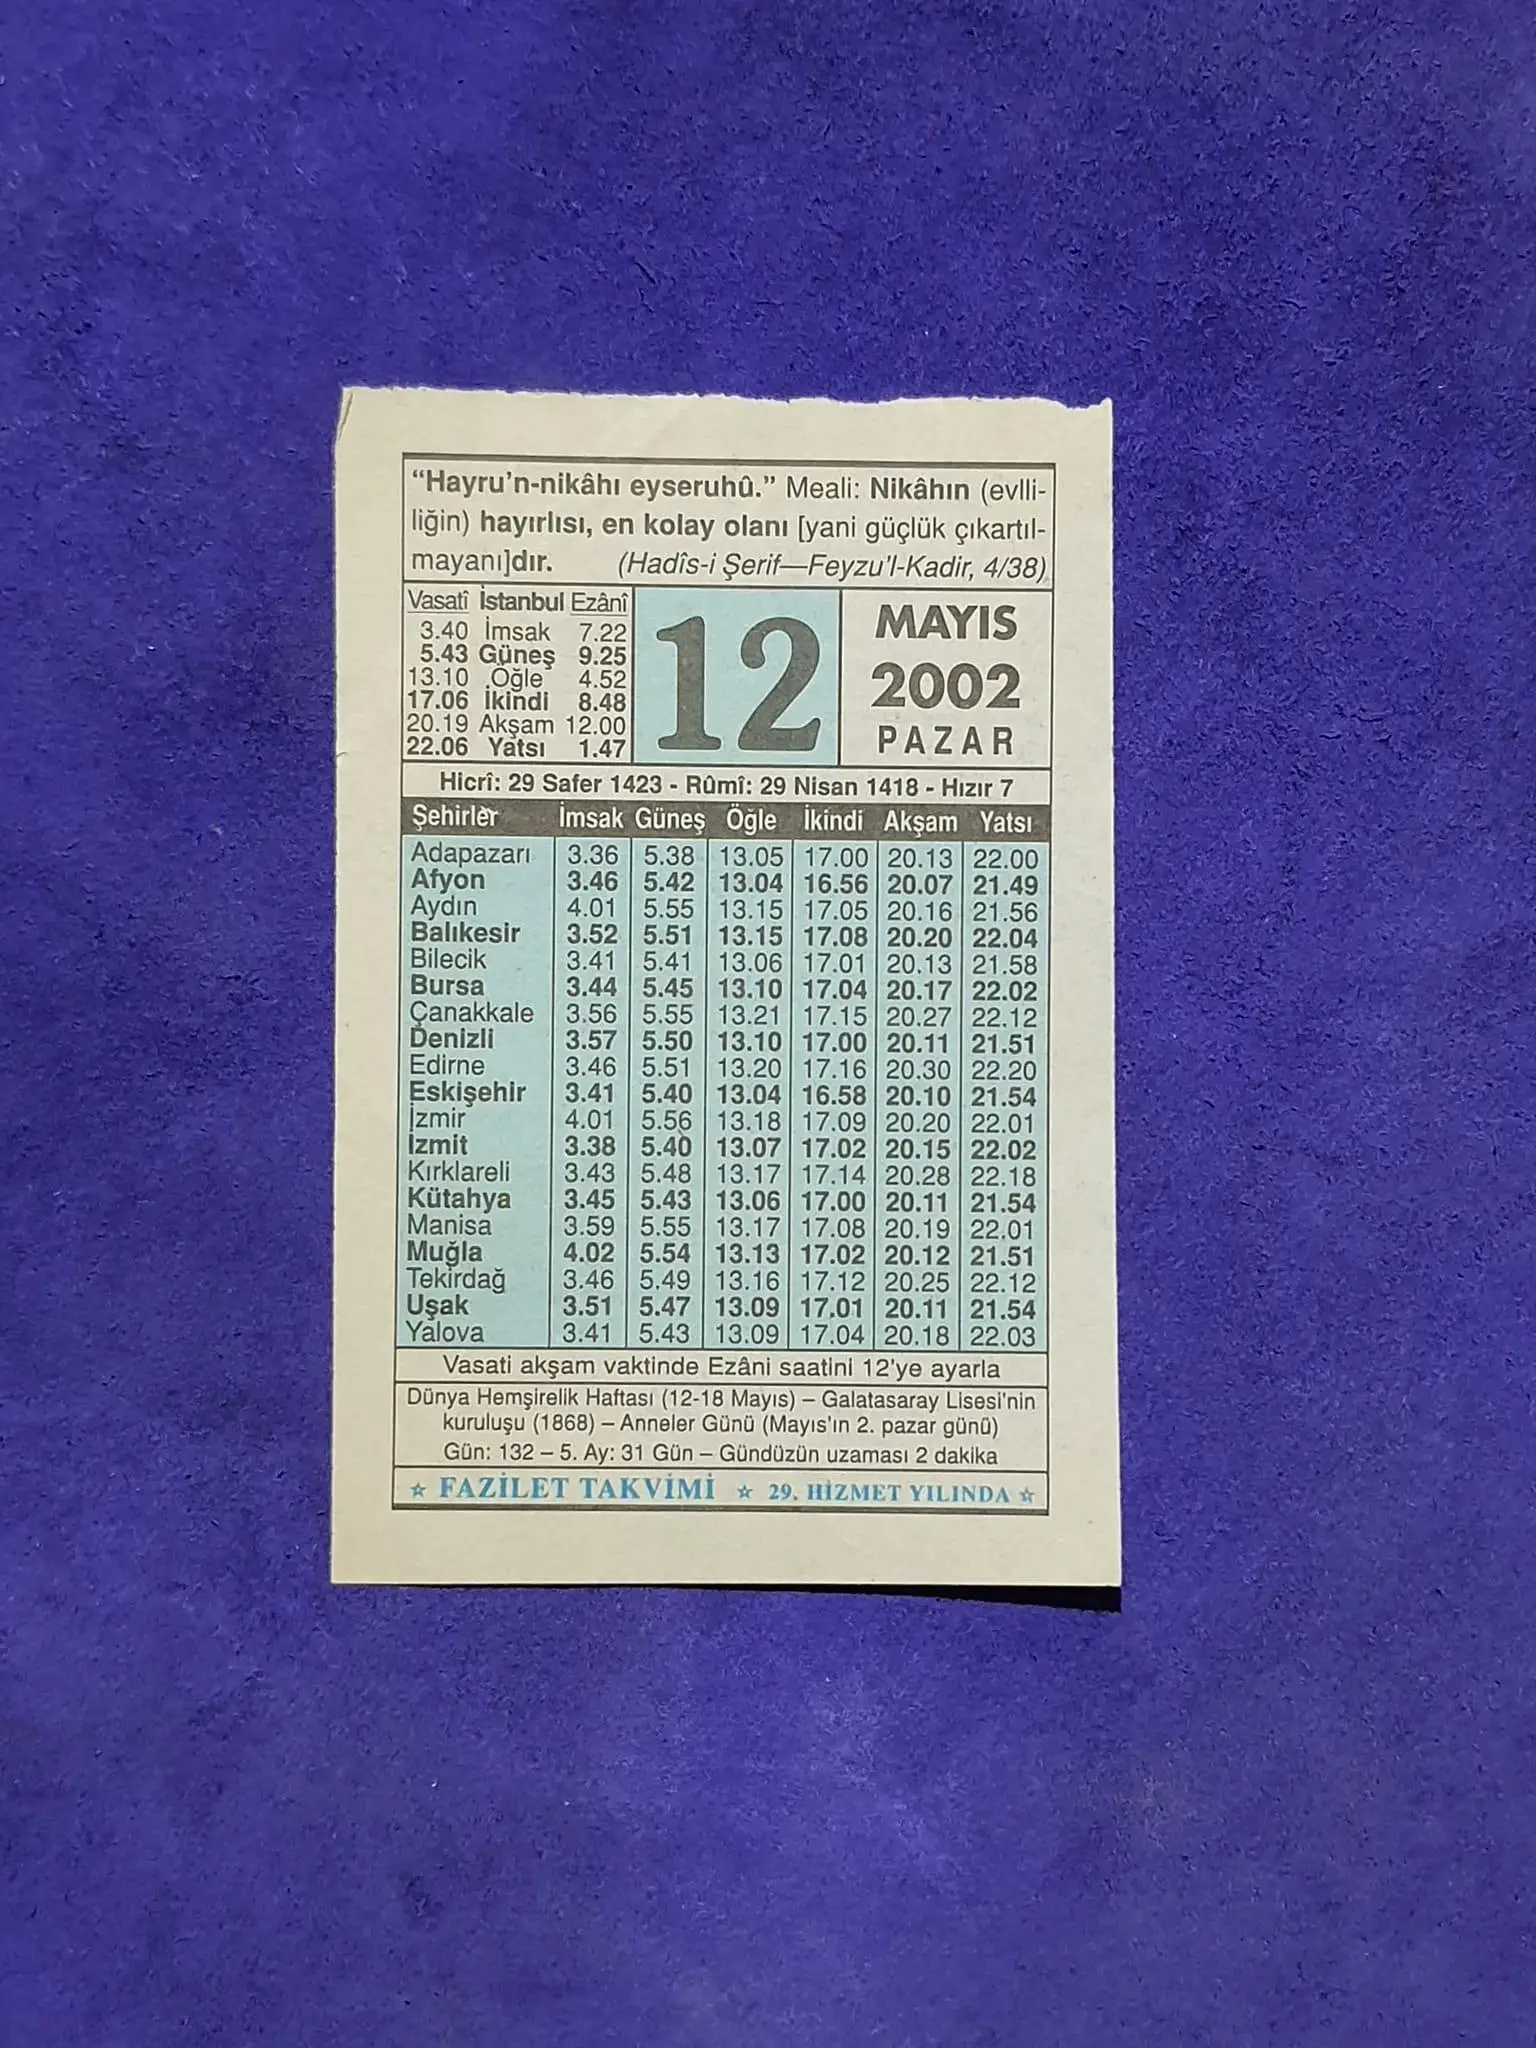 “Hayru’n-nikâhı eyseruhû.” Meali: Nikâhın (evlli-
liğin) hayırlısı, en kolay olanı [yani güçlük çıkartıl-
mayanı]dır. (Hadîs-i Şerif—Feyzu’l-Kadir, 4/38)
Vasatî İstanbul Ezânî
3.40 İmsak 7.22
5.43 Güneş 9.25
13.10 Öğle 4.52
17.06 İkindi 8.48
20.19 Akşam 12.00
22.06 Yatsı 1.47
12
MAYIS
2002
PAZAR
Hicrî: 29 Safer 1423 - Rûmî: 29 Nisan 1418 - Hızır 7
Şehirler İmsak Güneş Öğle İkindi Akşam Yatsı
Adapazarı 3.36 5.38 13.05 17.00 20.13 22.00
Afyon 3.46 5.42 13.04 16.56 20.07 21.49
Aydın 4.01 5.55 13.15 17.05 20.16 21.56
Balıkesir 3.52 5.51 13.15 17.08 20.20 22.04
Bilecik 3.41 5.41 13.06 17.01 20.13 21.58
Bursa 3.44 5.45 13.10 17.04 20.17 22.02
Çanakkale 3.56 5.55 13.21 17.15 20.27 22.12
Denizli 3.57 5.50 13.10 17.00 20.11 21.51
Edirne 3.46 5.51 13.20 17.16 20.30 22.20
Eskişehir 3.41 5.40 13.04 16.58 20.10 21.54
İzmir 4.01 5.56 13.18 17.09 20.20 22.01
İzmit 3.38 5.40 13.07 17.02 20.15 22.02
Kırklareli 3.43 5.48 13.17 17.14 20.28 22.18
Kütahya 3.45 5.43 13.06 17.00 20.11 21.54
Manisa 3.59 5.55 13.17 17.08 20.19 22.01
Muğla 4.02 5.54 13.13 17.02 20.12 21.51
Tekirdağ 3.46 5.49 13.16 17.12 20.25 22.12
Uşak 3.51 5.47 13.09 17.01 20.11 21.54
Yalova 3.41 5.43 13.09 17.04 20.18 22.03
Vasati akşam vaktinde Ezâni saatini 12'ye ayarla
Dünya Hemşirelik Haftası (12-18 Mayıs) – Galatasaray Lisesi'nin
kuruluşu (1868) – Anneler Günü (Mayıs'ın 2. pazar günü)
Gün: 132 – 5. Ay: 31 Gün – Gündüzün uzaması 2 dakika
☆ FAZİLET TAKVİMİ ☆ 29. HİZMET YILINDA ☆